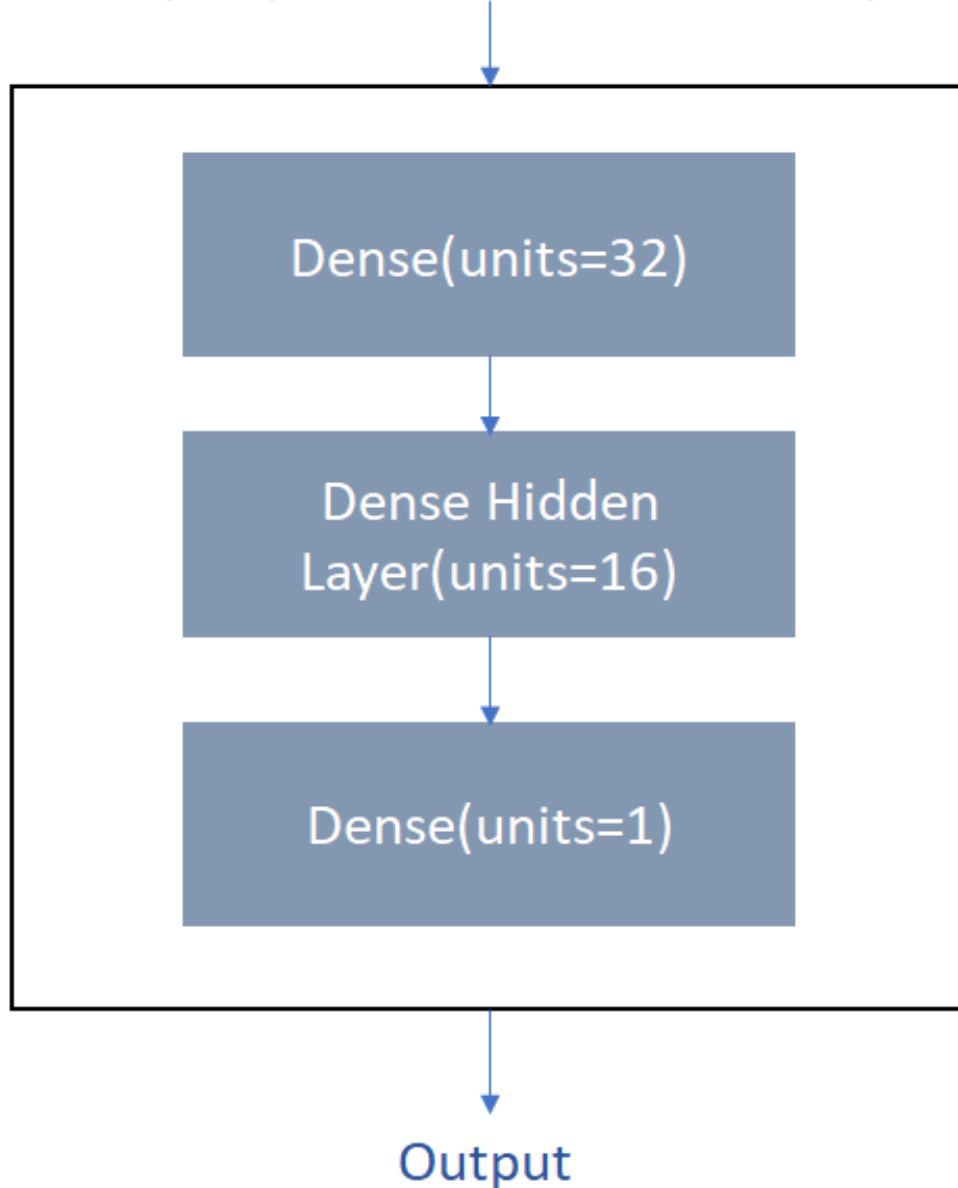 Dense(units=32)
Dense Hidden
Layer(units=16)
Dense(units=1)
Output